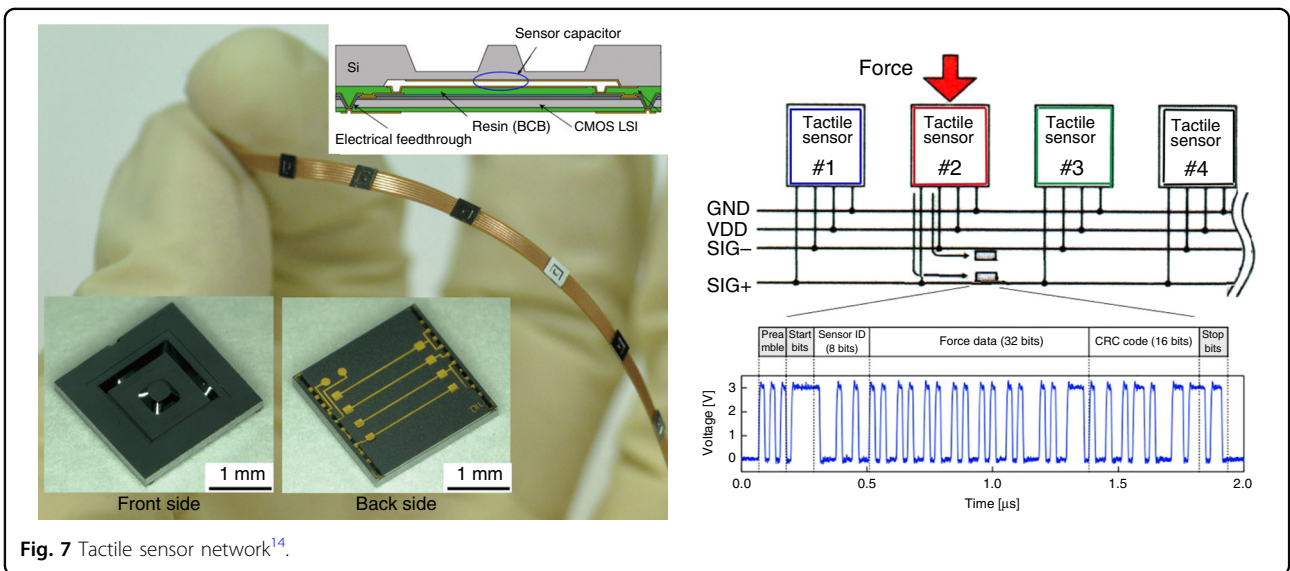 Sensor capacitor
Si
Resin (BCB)
CMOS LSI
Electrical feedthrough
1 mm
Front side
1 mm
Back side
Force
Tactile
sensor
#1
Tactile
sensor
#2
Tactile
sensor
#3
Tactile
sensor
#4
GND
VDD
SIG−
SIG+
Prea
mble
Start
bits
Sensor ID
(8 bits)
Force data (32 bits)
CRC code (16 bits)
Stop
bits
Voltage [V]
3
2
1
0
0.0
0.5
1.0
1.5
2.0
Time [μs]
Fig. 7 Tactile sensor network14.